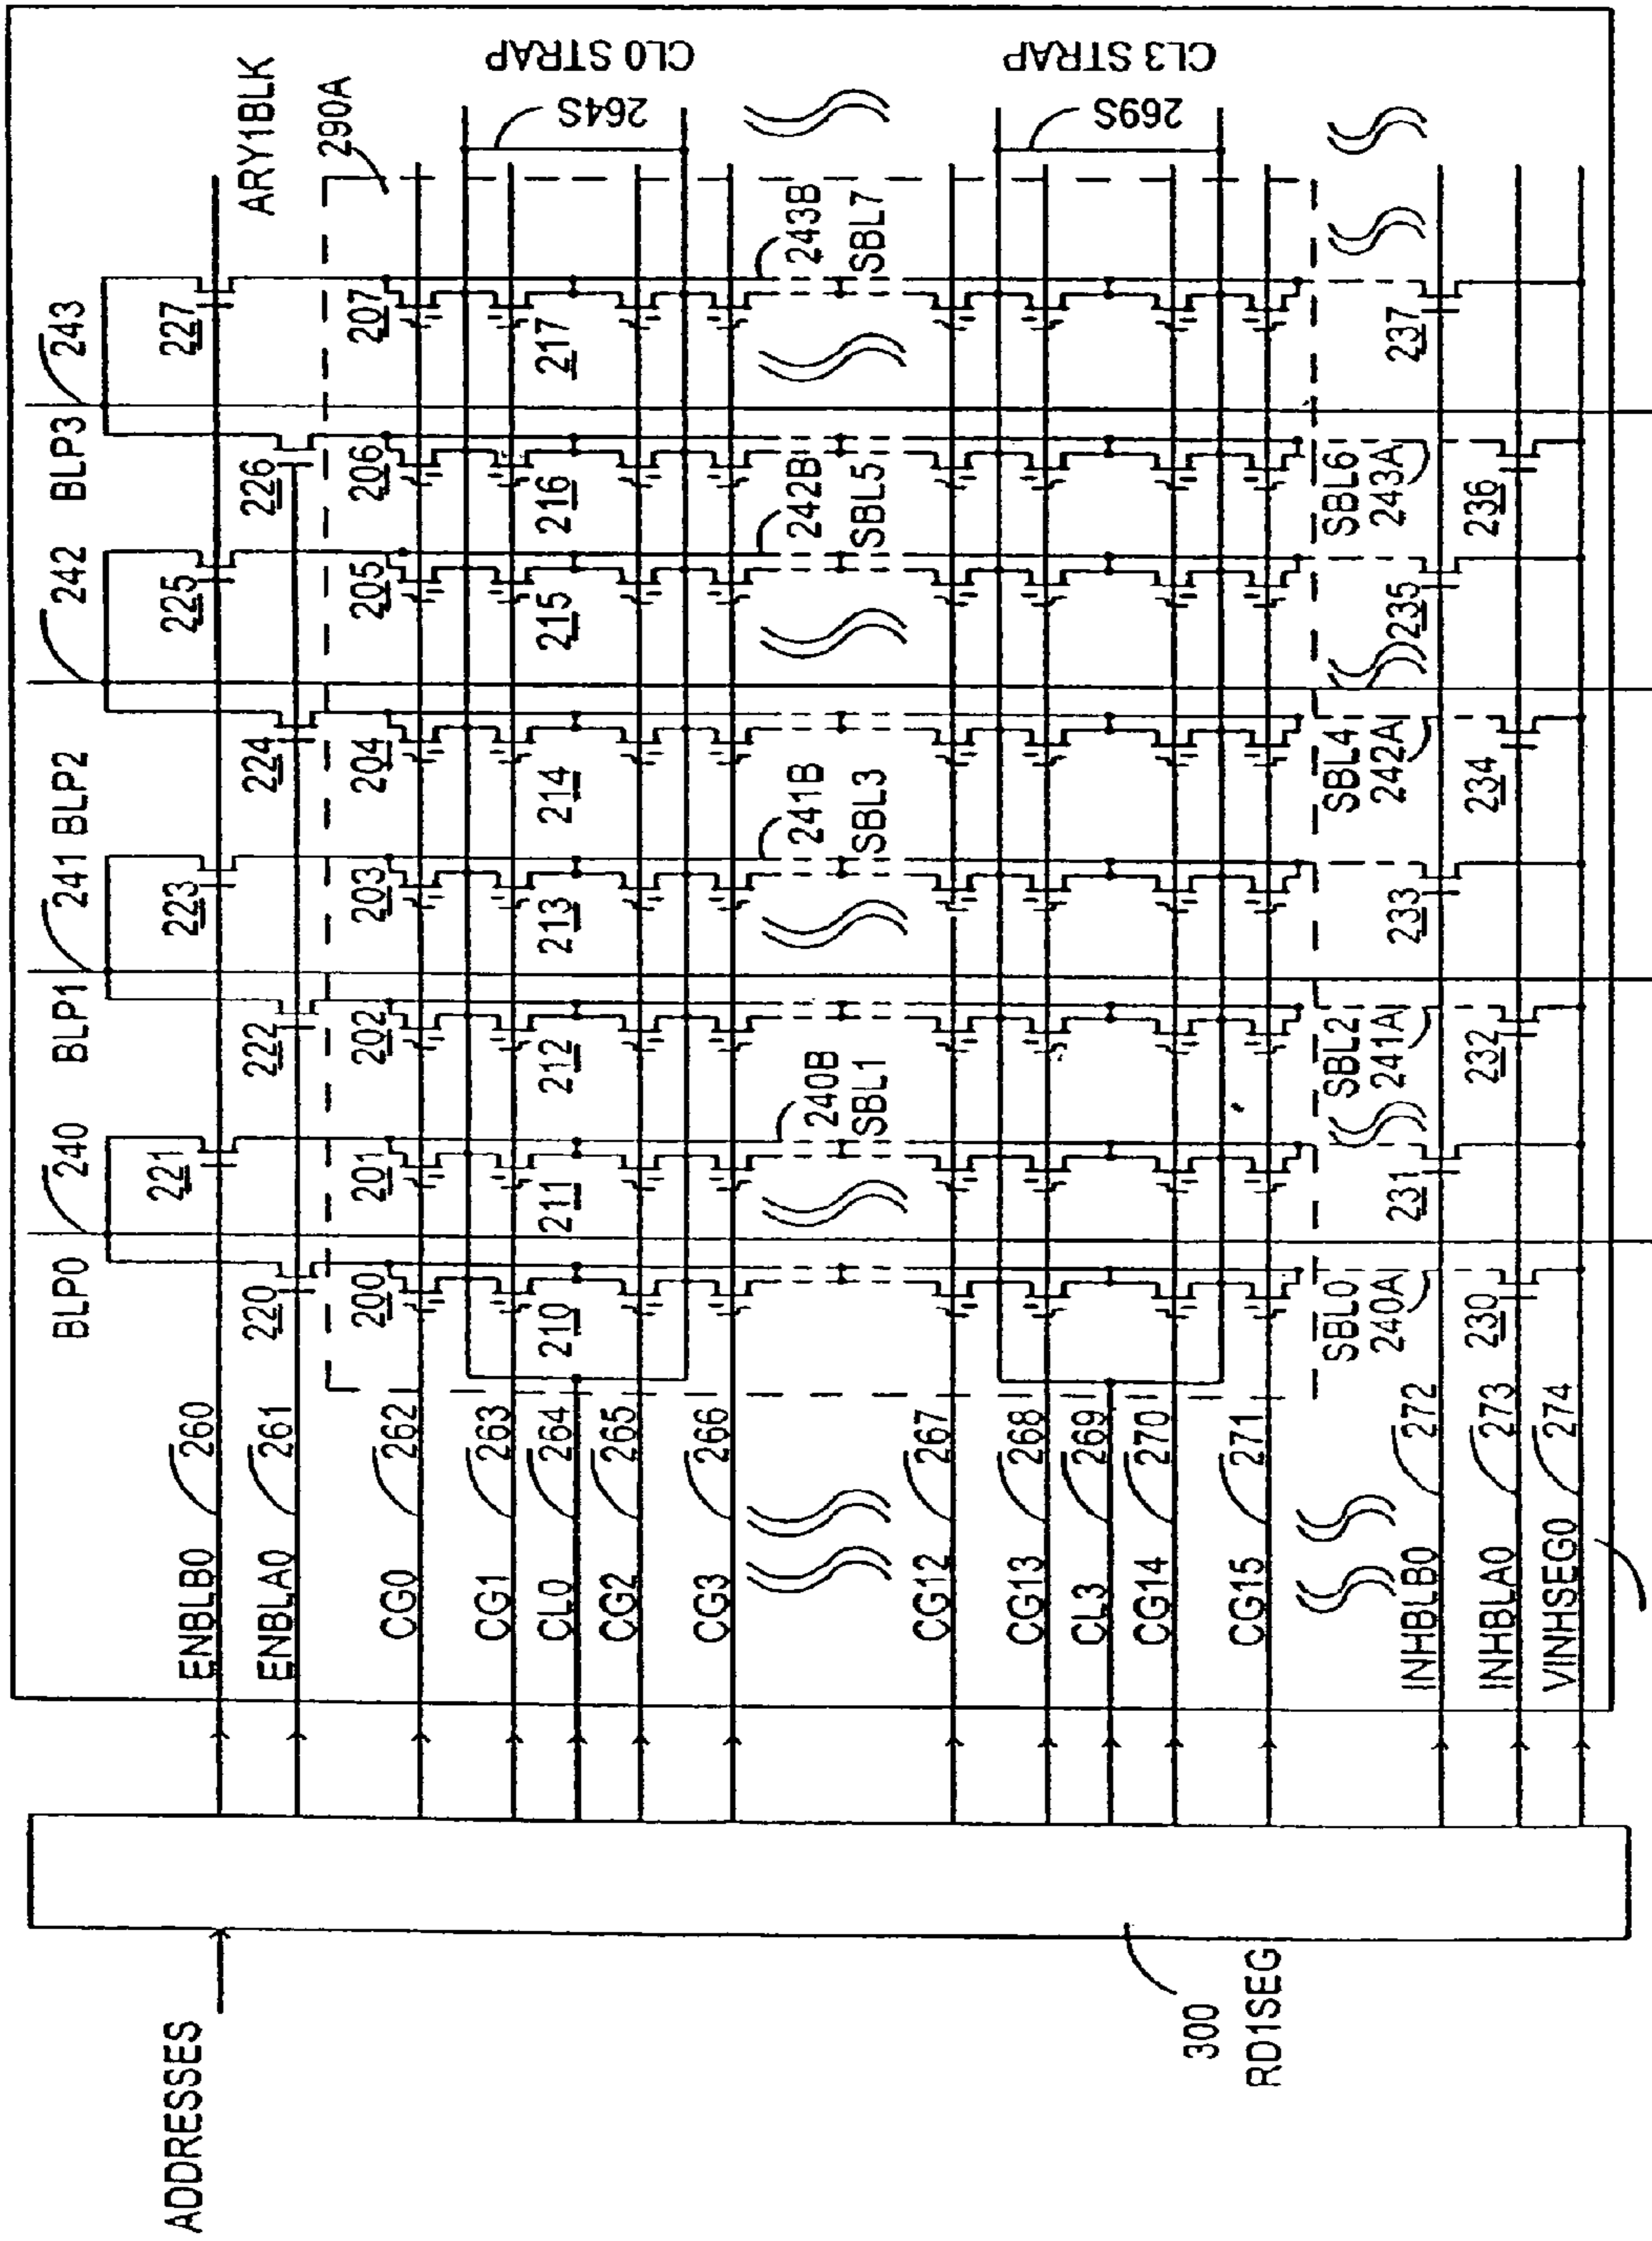 ADDRESSES
300
RD1SEG
BLP0
240
BLP1
241 BLP2
242
BLP3
243
ENBLB0
260
221
223
225
227
ARY1BLK
ENBLA0
261
220
222
224
226
290A
CG0
262
200
201
202
203
204
205
206
207
CL0 STRAP
264S
CG1
263
CL0
264
210
211
212
213
214
215
216
217
CG2
265
CG3
266
240B
SBL1
241B
SBL3
242B
SBL5
243B
SBL7
CG12
267
CG13
268
CL3
269
CL3 STRAP
269S
CG14
270
CG15
271
SBL0
240A
SBL2
241A
SBL4
242A
SBL6
243A
INHBLB0
272
231
233
235
237
INHBLA0
273
230
232
234
236
VINHSEG0
274